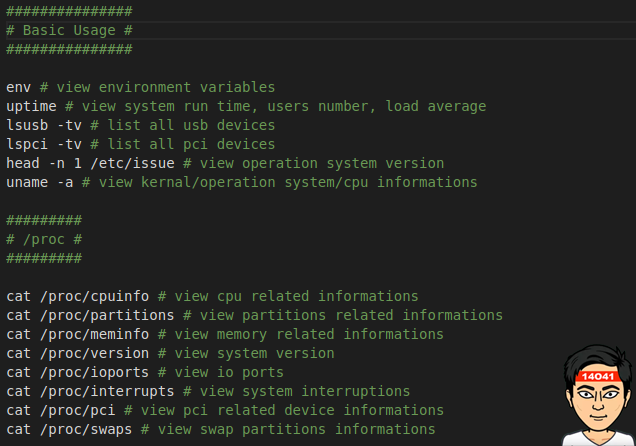 ###############
# Basic Usage #
###############
env # view environment variables
uptime # view system run time, users number, load average
lsusb -tv # list all usb devices
lspci -tv # list all pci devices
head -n 1 /etc/issue # view operation system version
uname -a # view kernal/operation system/cpu informations
#########
# /proc #
#########
cat /proc/cpuinfo # view cpu related informations
cat /proc/partitions # view partitions related informations
cat /proc/meminfo # view memory related informations
cat /proc/version # view system version
cat /proc/ioports # view io ports
cat /proc/interrupts # view system interruptions
cat /proc/pci # view pci related device informations
cat /proc/swaps # view swap partitions informations
14041